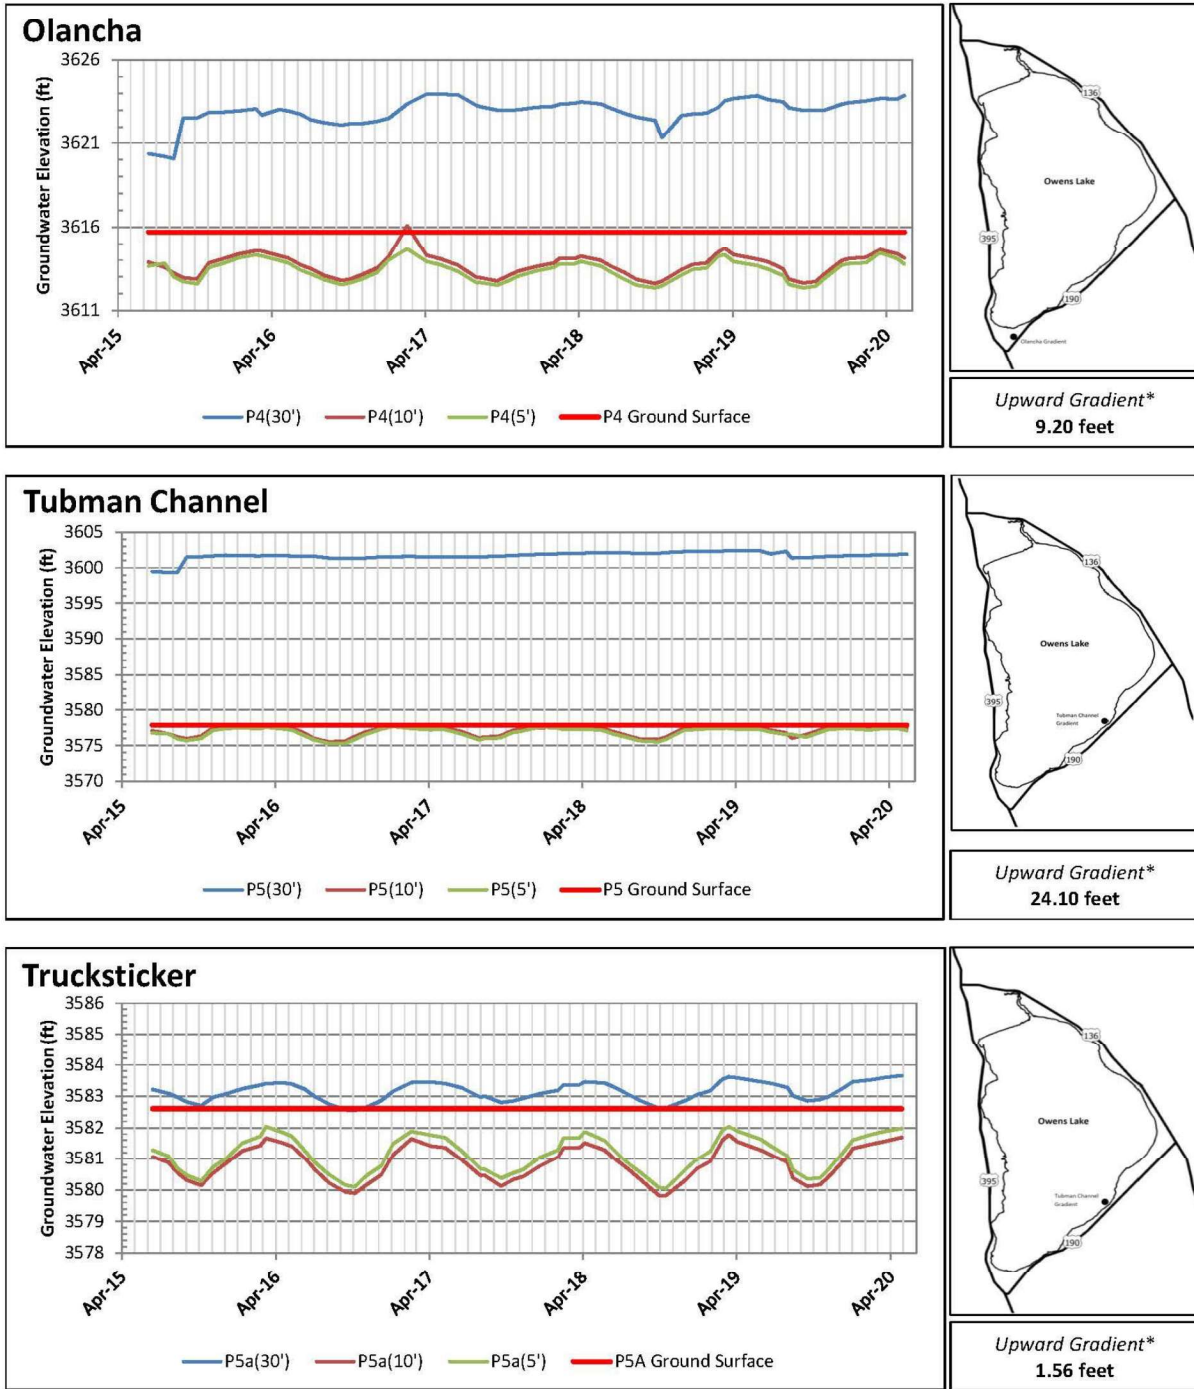 Olancha
Groundwater Elevation (ft)
3626
3621
3616
3611
Apr-15
Apr-16
Apr-17
Apr-18
Apr-19
Apr-20
P4(30')
P4(10')
P4(5')
P4 Ground Surface
136
Owens Lake
395
190
Olancha Gradient
Upward Gradient*
9.20 feet
Tubman Channel
Groundwater Elevation (ft)
3605
3600
3595
3590
3585
3580
3575
3570
Apr-15
Apr-16
Apr-17
Apr-18
Apr-19
Apr-20
P5(30')
P5(10')
P5(5')
P5 Ground Surface
136
Owens Lake
395
Tubman Channel
Gradient
190
Upward Gradient*
24.10 feet
Trucksticker
Groundwater Elevation (ft)
3586
3585
3584
3583
3582
3581
3580
3579
3578
Apr-15
Apr-16
Apr-17
Apr-18
Apr-19
Apr-20
P5a(30')
P5a(10')
P5a(5')
P5A Ground Surface
136
Owens Lake
395
Tubman Channel
Gradient
190
Upward Gradient*
1.56 feet